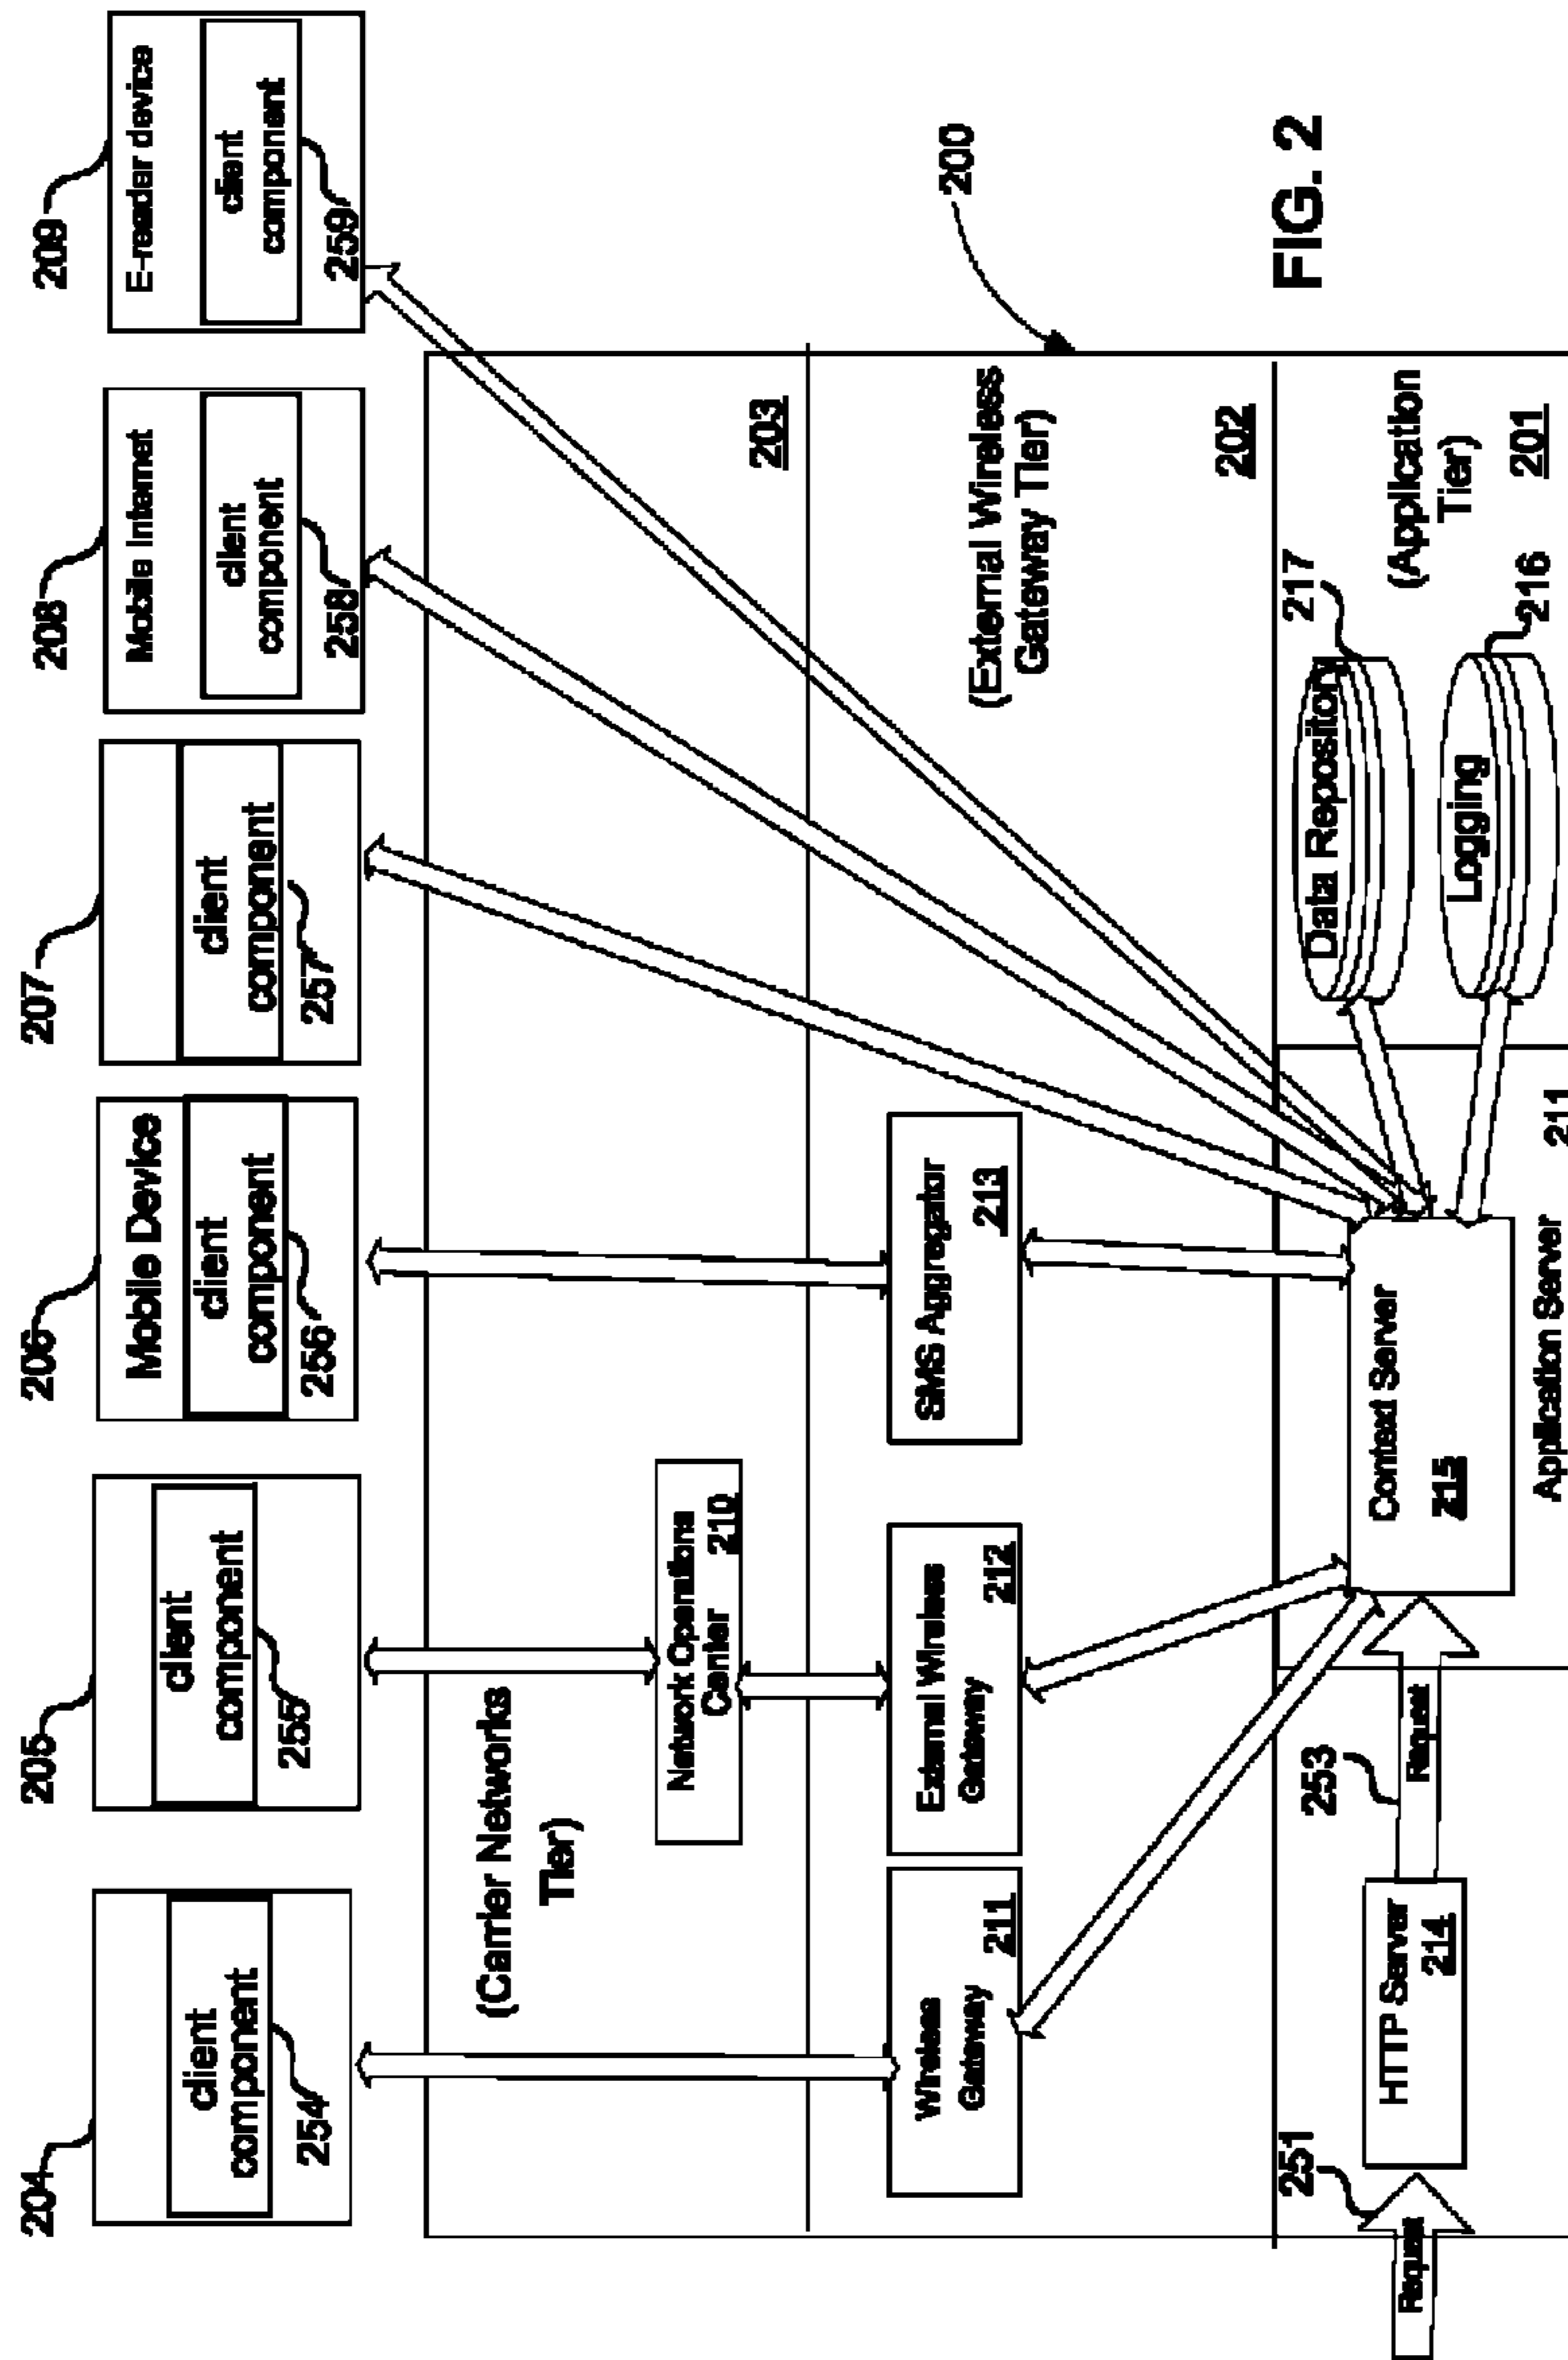 204
205
206
207
208
209
client
component
254
client
component
255
Mobile Device
client
component
256
client
component
257
Mobile Internet
client
component
258
E-reader device
client
component
259
(Carrier Networks
Tier)
Network Operations
Center 210
203
Wireless
Gateway
211
External Wireless
Gateway
212
SMS Aggregator
213
(External Wireless
Gateway Tier)
202
200
251
Request
HTTP Server
214
253
Request
Context Server
215
Application Server
211
Data Repository
217
Logging
216
(Application
Tier)
201
FIG. 2